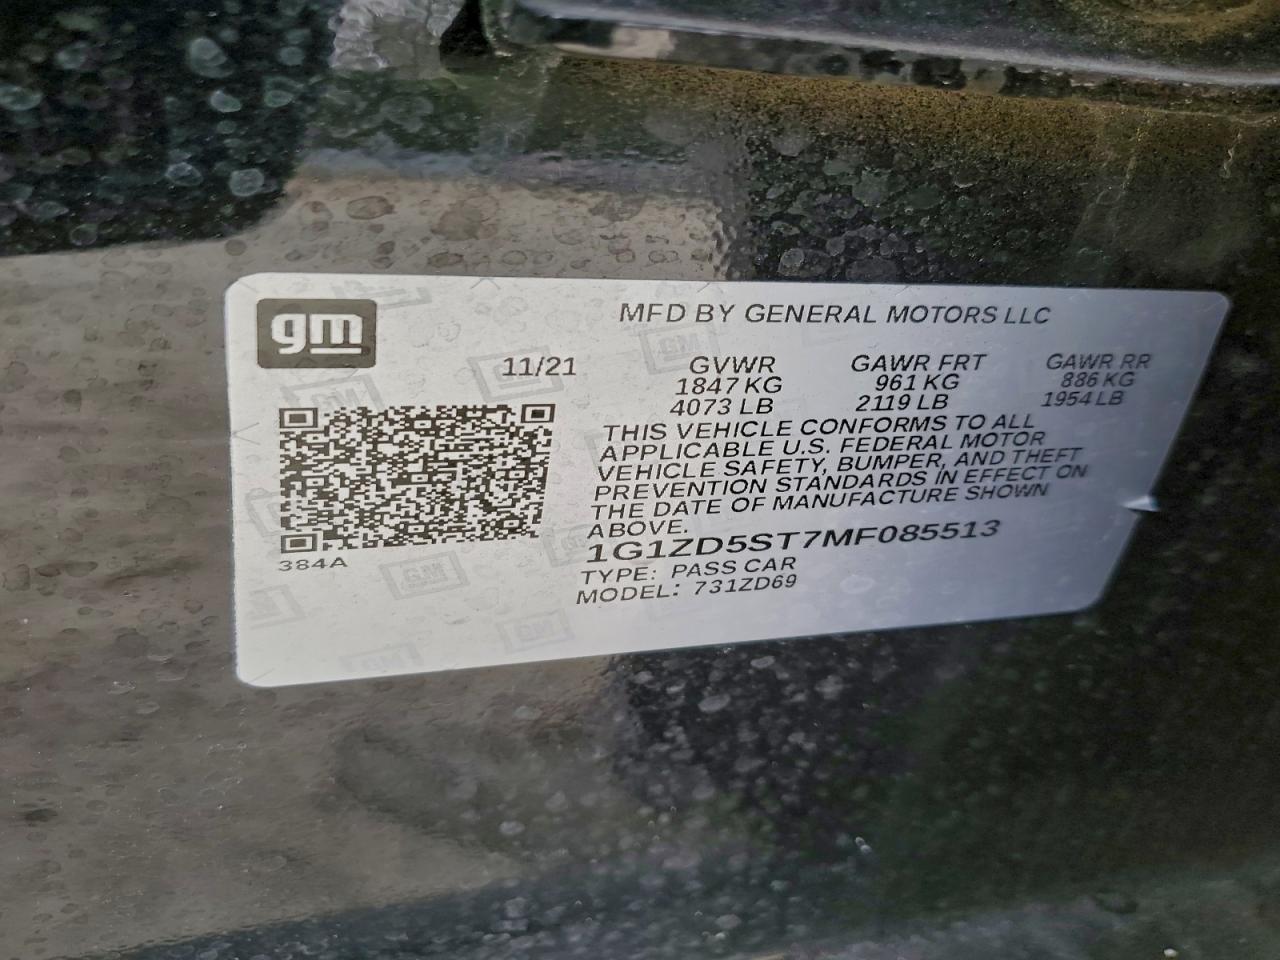 gm
MFD BY GENERAL MOTORS LLC
11/21 GVWR GAWR FRT GAWR RR
1847 KG 961 KG 886 KG
4073 LB 2119 LB 1954 LB
THIS VEHICLE CONFORMS TO ALL
APPLICABLE U.S. FEDERAL MOTOR
VEHICLE SAFETY, BUMPER, AND THEFT
PREVENTION STANDARDS IN EFFECT ON
THE DATE OF MANUFACTURE SHOWN
ABOVE.
1G1ZD5ST7MF085513
TYPE: PASS CAR
MODEL: 731ZD69
384A